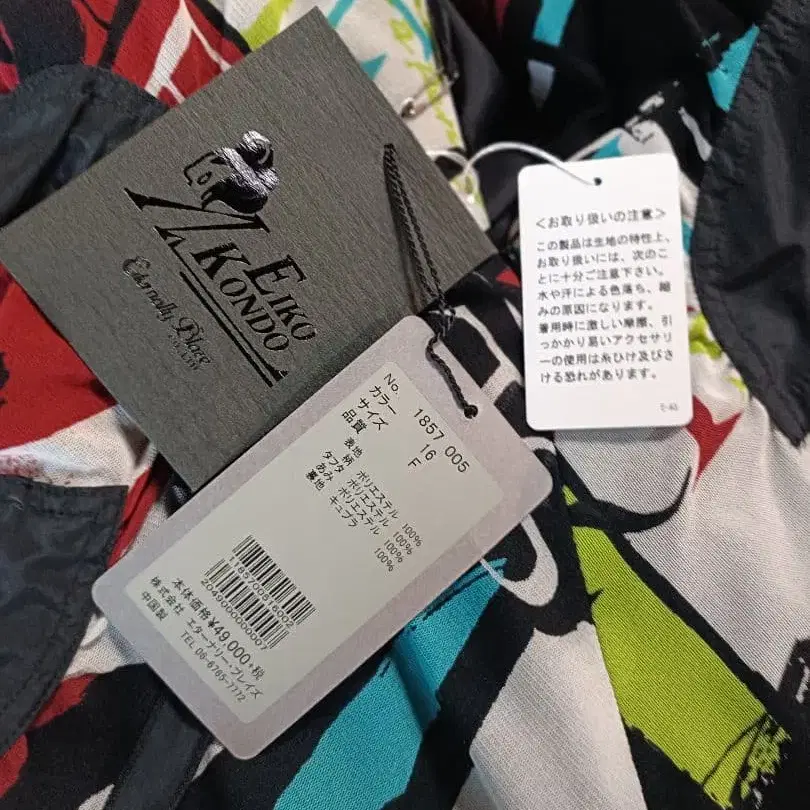 EIKO
KONDO
Eternally Place
<お取り扱いの注意>
この製品は生地の特性上、
お取り扱いには、次のこ
とに十分ご注意下さい。
水や汗による色落ち、縮
みの原因になります。
着用時に激しい摩擦、引
っかかり易いアクセサリ
ーの使用は糸ひけ及びさ
ける恐れがあります。
E-43
No. 1857 005
カラー 16
サイズ F
品質
表地 柄 ポリエステル 100%
タフタ ポリエステル 100%
あみ ポリエステル 100%
裏地 キュプラ 100%
185700516002
2049000000007
本体価格¥49,000+税
株式会社 エターナリー・プレイズ
中国製 TEL 06-6765-7772